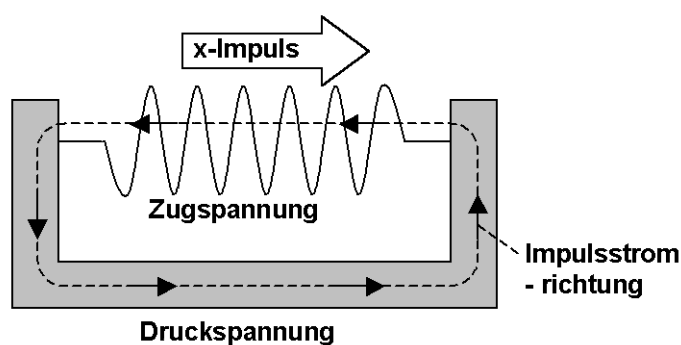 x-Impuls
Zugspannung
Impulsstrom
- richtung
Druckspannung